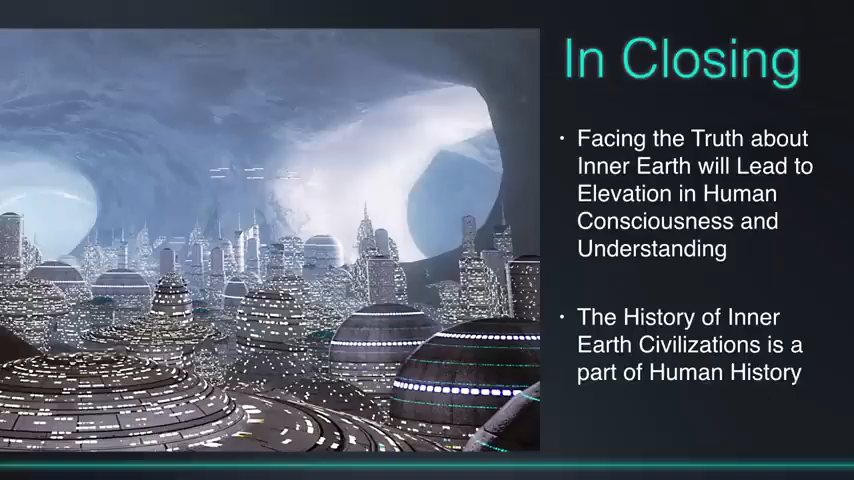 In Closing
• Facing the Truth about
Inner Earth will Lead to
Elevation in Human
Consciousness and
Understanding
• The History of Inner
Earth Civilizations is a
part of Human History